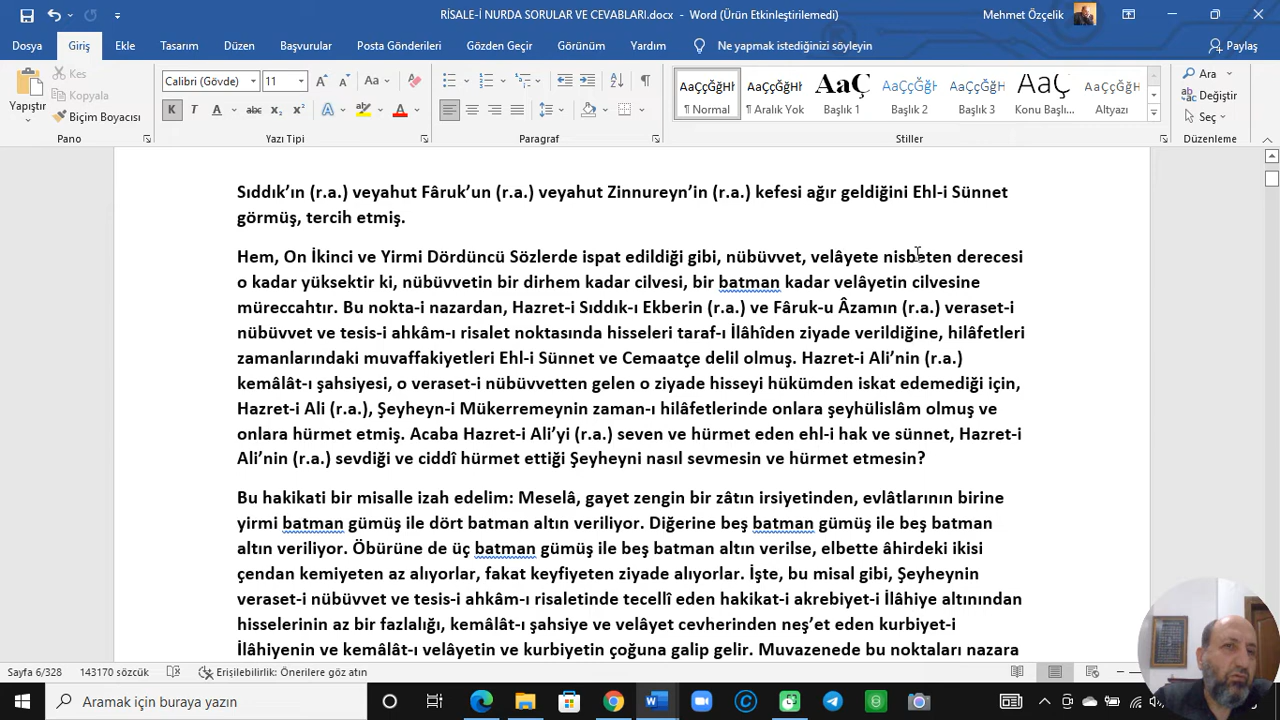 RİSALE-İ NURDA SORULAR VE CEVABLARI.docx - Word (Ürün Etkinleştirilemedi)
Mehmet Özçelik
Dosya Giriş Ekle Tasarım Düzen Başvurular Posta Gönderileri Gözden Geçir Görünüm Yardım Ne yapmak istediğinizi söyleyin Paylaş
Yapıştır
Kes
Kopyala
Biçim Boyacısı
Calibri (Gövde) 11
Aa
K T A abc x₂ x²
AaÇçĞğHł AaÇçĞğHł AaÇ AaÇçĞğH AaÇçĞğH AaÇ AaÇçĞğH
¶ Normal ¶ Aralık Yok Başlık 1 Başlık 2 Başlık 3 Konu Başlı... Altyazı
Ara
Değiştir
Seç
Pano Yazı Tipi Paragraf Stiller Düzenleme
Sıddık’ın (r.a.) veyahut Fâruk’un (r.a.) veyahut Zinnureyn’in (r.a.) kefesi ağır geldiğini Ehl-i Sünnet
görmüş, tercih etmiş.
Hem, On İkinci ve Yirmi Dördüncü Sözlerde ispat edildiği gibi, nübüvvet, velâyete nisbeten derecesi
o kadar yüksektir ki, nübüvvetin bir dirhem kadar cilvesi, bir batman kadar velâyetin cilvesine
müreccahtır. Bu nokta-i nazardan, Hazret-i Sıddık-ı Ekberin (r.a.) ve Fâruk-u Âzamın (r.a.) veraset-i
nübüvvet ve tesis-i ahkâm-ı risalet noktasında hisseleri taraf-ı İlâhîden ziyade verildiğine, hilâfetleri
zamanlarındaki muvaffakiyetleri Ehl-i Sünnet ve Cemaatçe delil olmuş. Hazret-i Ali’nin (r.a.)
kemâlât-ı şahsiyesi, o veraset-i nübüvvetten gelen o ziyade hisseyi hükümden iskat edemediği için,
Hazret-i Ali (r.a.), Şeyheyn-i Mükerremeynin zaman-ı hilâfetlerinde onlara şeyhülislâm olmuş ve
onlara hürmet etmiş. Acaba Hazret-i Ali’yi (r.a.) seven ve hürmet eden ehl-i hak ve sünnet, Hazret-i
Ali’nin (r.a.) sevdiği ve ciddî hürmet ettiği Şeyheyni nasıl sevmesin ve hürmet etmesin?
Bu hakikati bir misalle izah edelim: Meselâ, gayet zengin bir zâtın irsiyetinden, evlâtlarının birine
yirmi batman gümüş ile dört batman altın veriliyor. Diğerine beş batman gümüş ile beş batman
altın veriliyor. Öbürüne de üç batman gümüş ile beş batman altın verilse, elbette âhirdeki ikisi
çendan kemiyeten az alıyorlar, fakat keyfiyeten ziyade alıyorlar. İşte, bu misal gibi, Şeyheynin
veraset-i nübüvvet ve tesis-i ahkâm-ı risaletinde tecellî eden hakikat-i akrebiyet-i İlâhiye altınından
hisselerinin az bir fazlalığı, kemâlât-ı şahsiye ve velâyet cevherinden neş’et eden kurbiyet-i
İlâhiyenin ve kemâlât-ı velâyetin ve kurbiyetin çoğuna galip gelir. Muvazenede bu noktaları nazara
Sayfa 6/328 143170 sözcük Erişilebilirlik: Önerilere göz atın
Aramak için buraya yazın